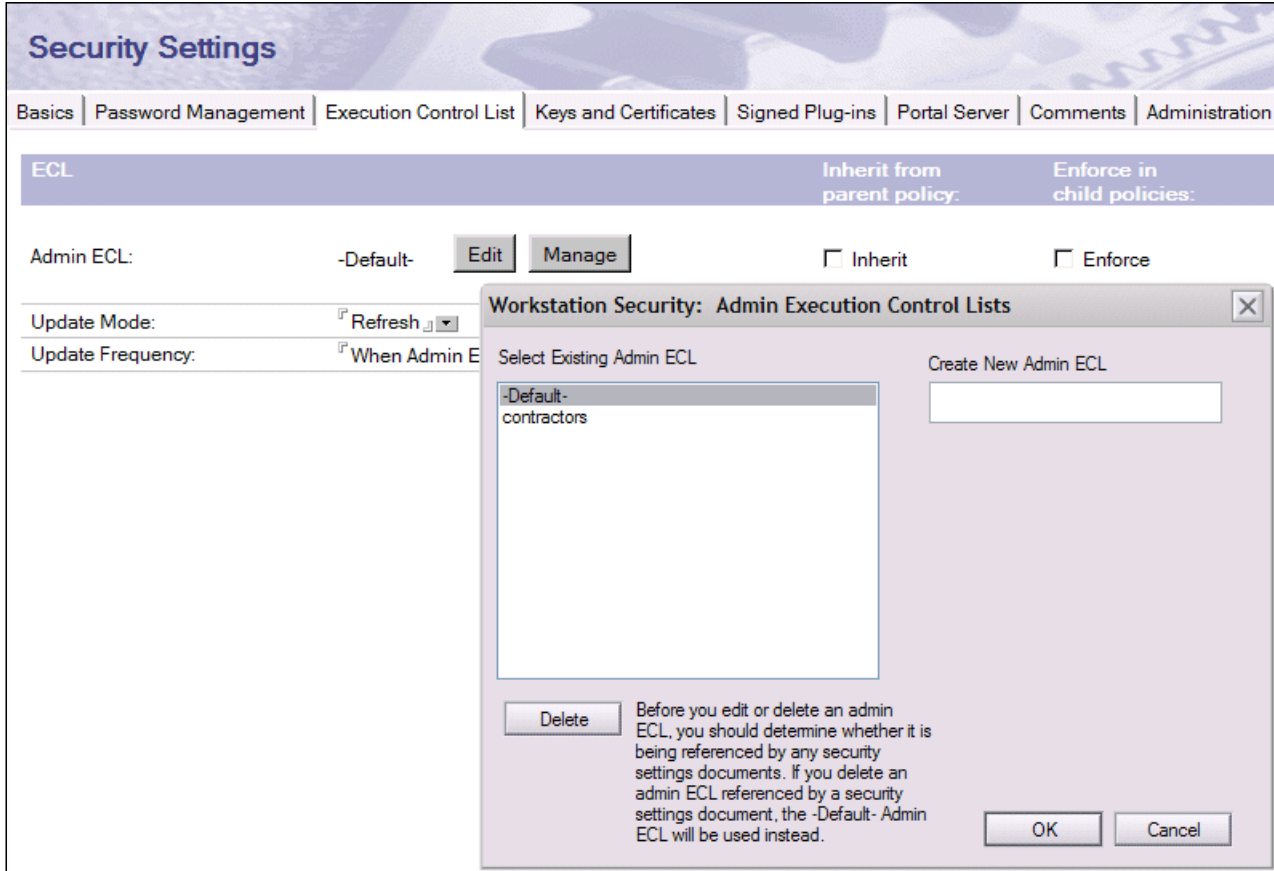 Security Settings
Basics Password Management Execution Control List Keys and Certificates Signed Plug-ins Portal Server Comments Administration
ECL Inherit from parent policy: Enforce in child policies:
Admin ECL: -Default- Edit Manage Inherit Enforce
Update Mode: Refresh
Update Frequency: When Admin E
Workstation Security: Admin Execution Control Lists
Select Existing Admin ECL
-Default-
contractors
Create New Admin ECL
Delete
Before you edit or delete an admin
ECL, you should determine whether it is
being referenced by any security
settings documents. If you delete an
admin ECL referenced by a security
settings document, the -Default- Admin
ECL will be used instead.
OK Cancel